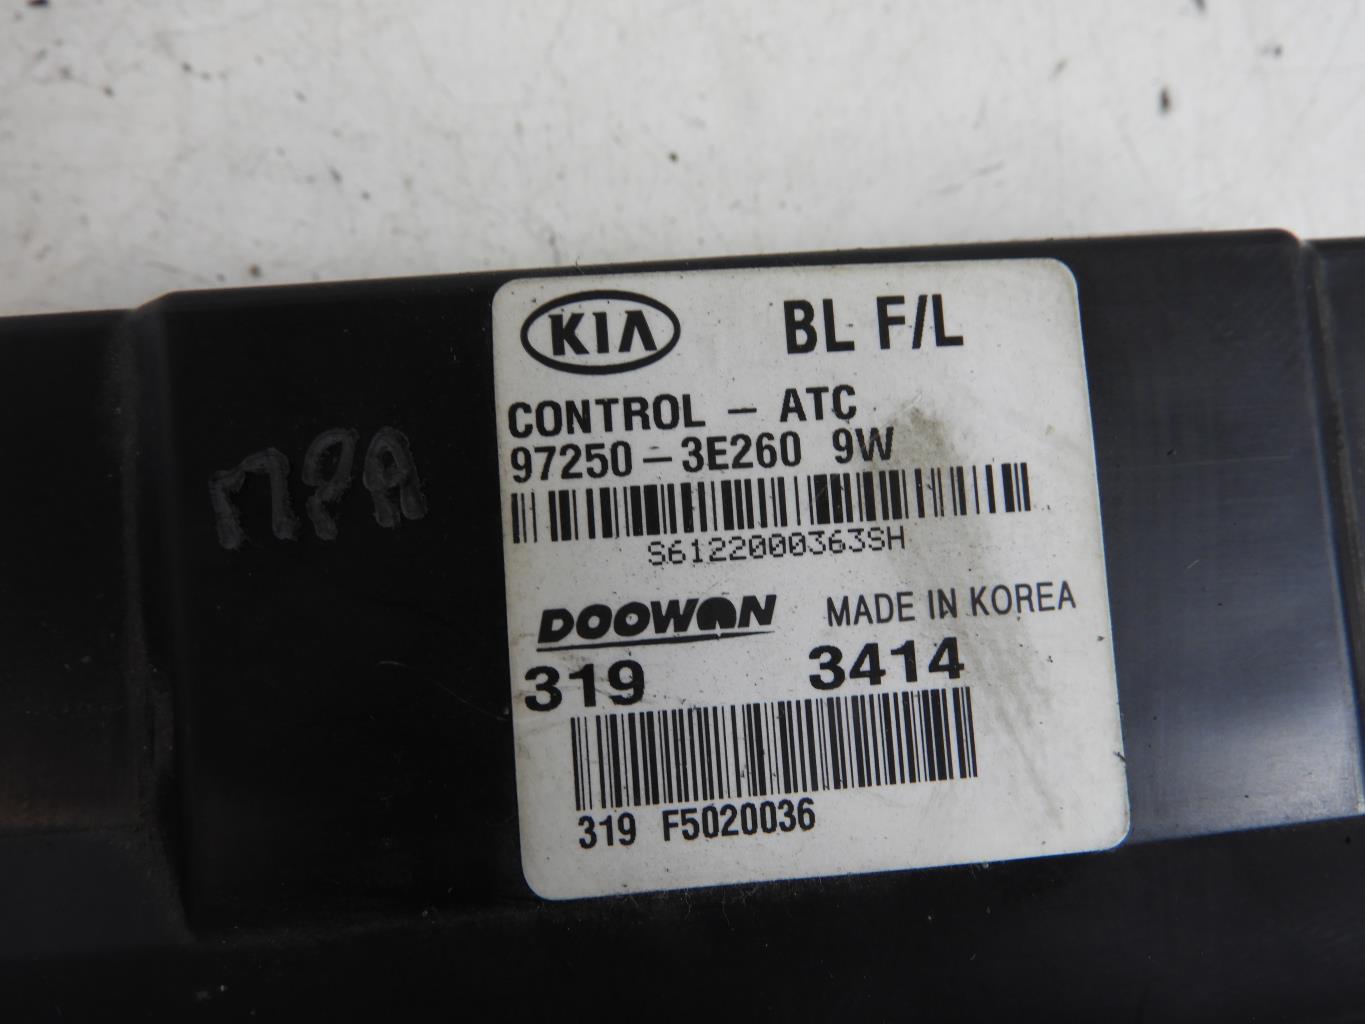 KIA BL F/L
CONTROL - ATC
97250-3E260 9W
S6122000363SH
DOOWON MADE IN KOREA
319 3414
319 F5020036